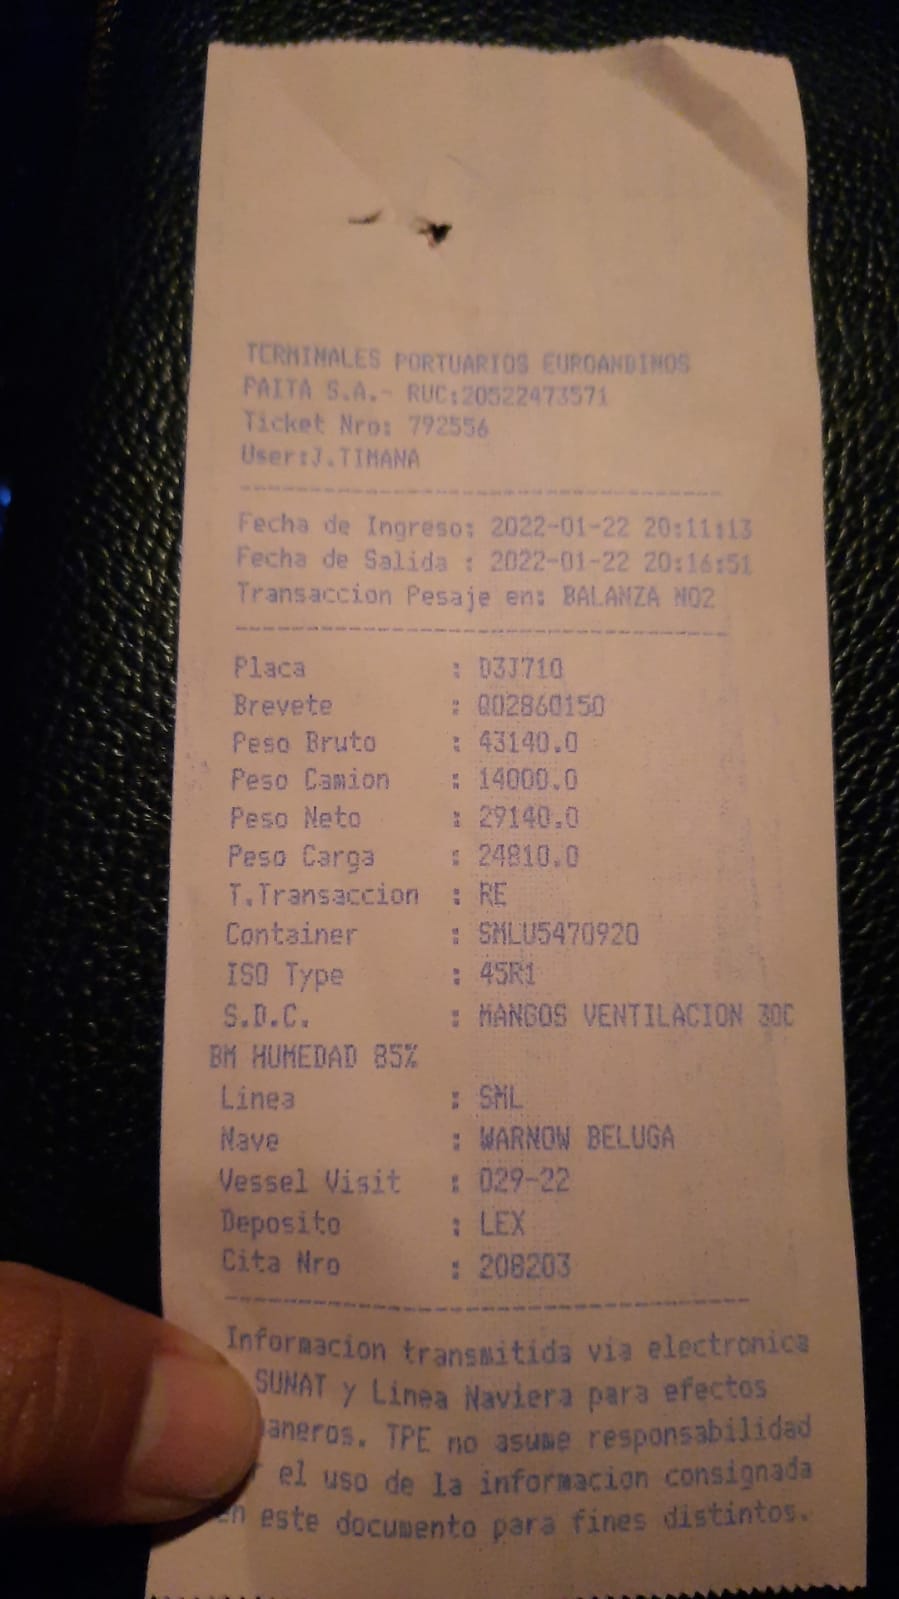 TERMINALES PORTUARIOS EUROANDINOS
PAITA S.A.- RUC:20522473571
Ticket Nro: 792556
User:J.TIMANA
Fecha de Ingreso: 2022-01-22 20:11:13
Fecha de Salida : 2022-01-22 20:16:51
Transaccion Pesaje en: BALANZA NO2
Placa : D3J710
Brevete : Q02860150
Peso Bruto : 43140.0
Peso Camion : 14000.0
Peso Neto : 29140.0
Peso Carga : 24810.0
T.Transaccion : RE
Container : SMLU5470920
ISO Type : 45R1
S.D.C. : MANGOS VENTILACION 30C
BM HUMEDAD 85%
Linea : SML
Nave : WARNOW BELUGA
Vessel Visit : 029-22
Deposito : LEX
Cita Nro : 208203
Informacion transmitida via electronica
SUNAT y Linea Naviera para efectos
aneros. TPE no asume responsabilidad
r el uso de la informacion consignada
en este documento para fines distintos.